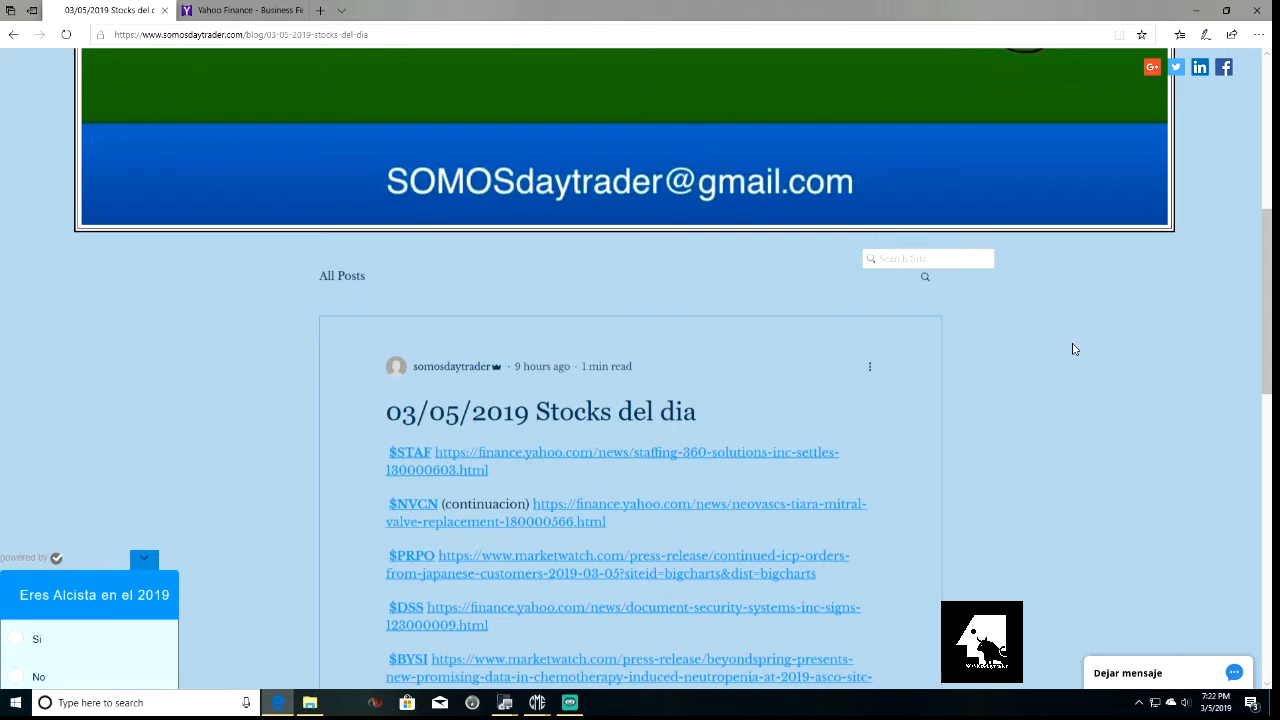 03/05/2019 Stocks del c
Yahoo Finance - Business Fi
https://www.somosdaytrader.com/blog/03-05-2019-stocks-del-dia
SOMOSdaytrader@gmail.com
Search Site
All Posts
somosdaytrader · 9 hours ago · 1 min read
03/05/2019 Stocks del dia
$STAF https://finance.yahoo.com/news/staffing-360-solutions-inc-settles-
130000603.html
$NVCN (continuacion) https://finance.yahoo.com/news/neovascs-tiara-mitral-
valve-replacement-180000566.html
$PRPO https://www.marketwatch.com/press-release/continued-icp-orders-
from-japanese-customers-2019-03-05?siteid=bigcharts&dist=bigcharts
$DSS https://finance.yahoo.com/news/document-security-systems-inc-signs-
123000009.html
$BYSI https://www.marketwatch.com/press-release/beyondspring-presents-
new-promising-data-in-chemotherapy-induced-neutropenia-at-2019-asco-sitc-
powered by
Eres Alcista en el 2019
Si
No
Dejar mensaje
Type here to search
CME
7:22 PM
3/5/2019